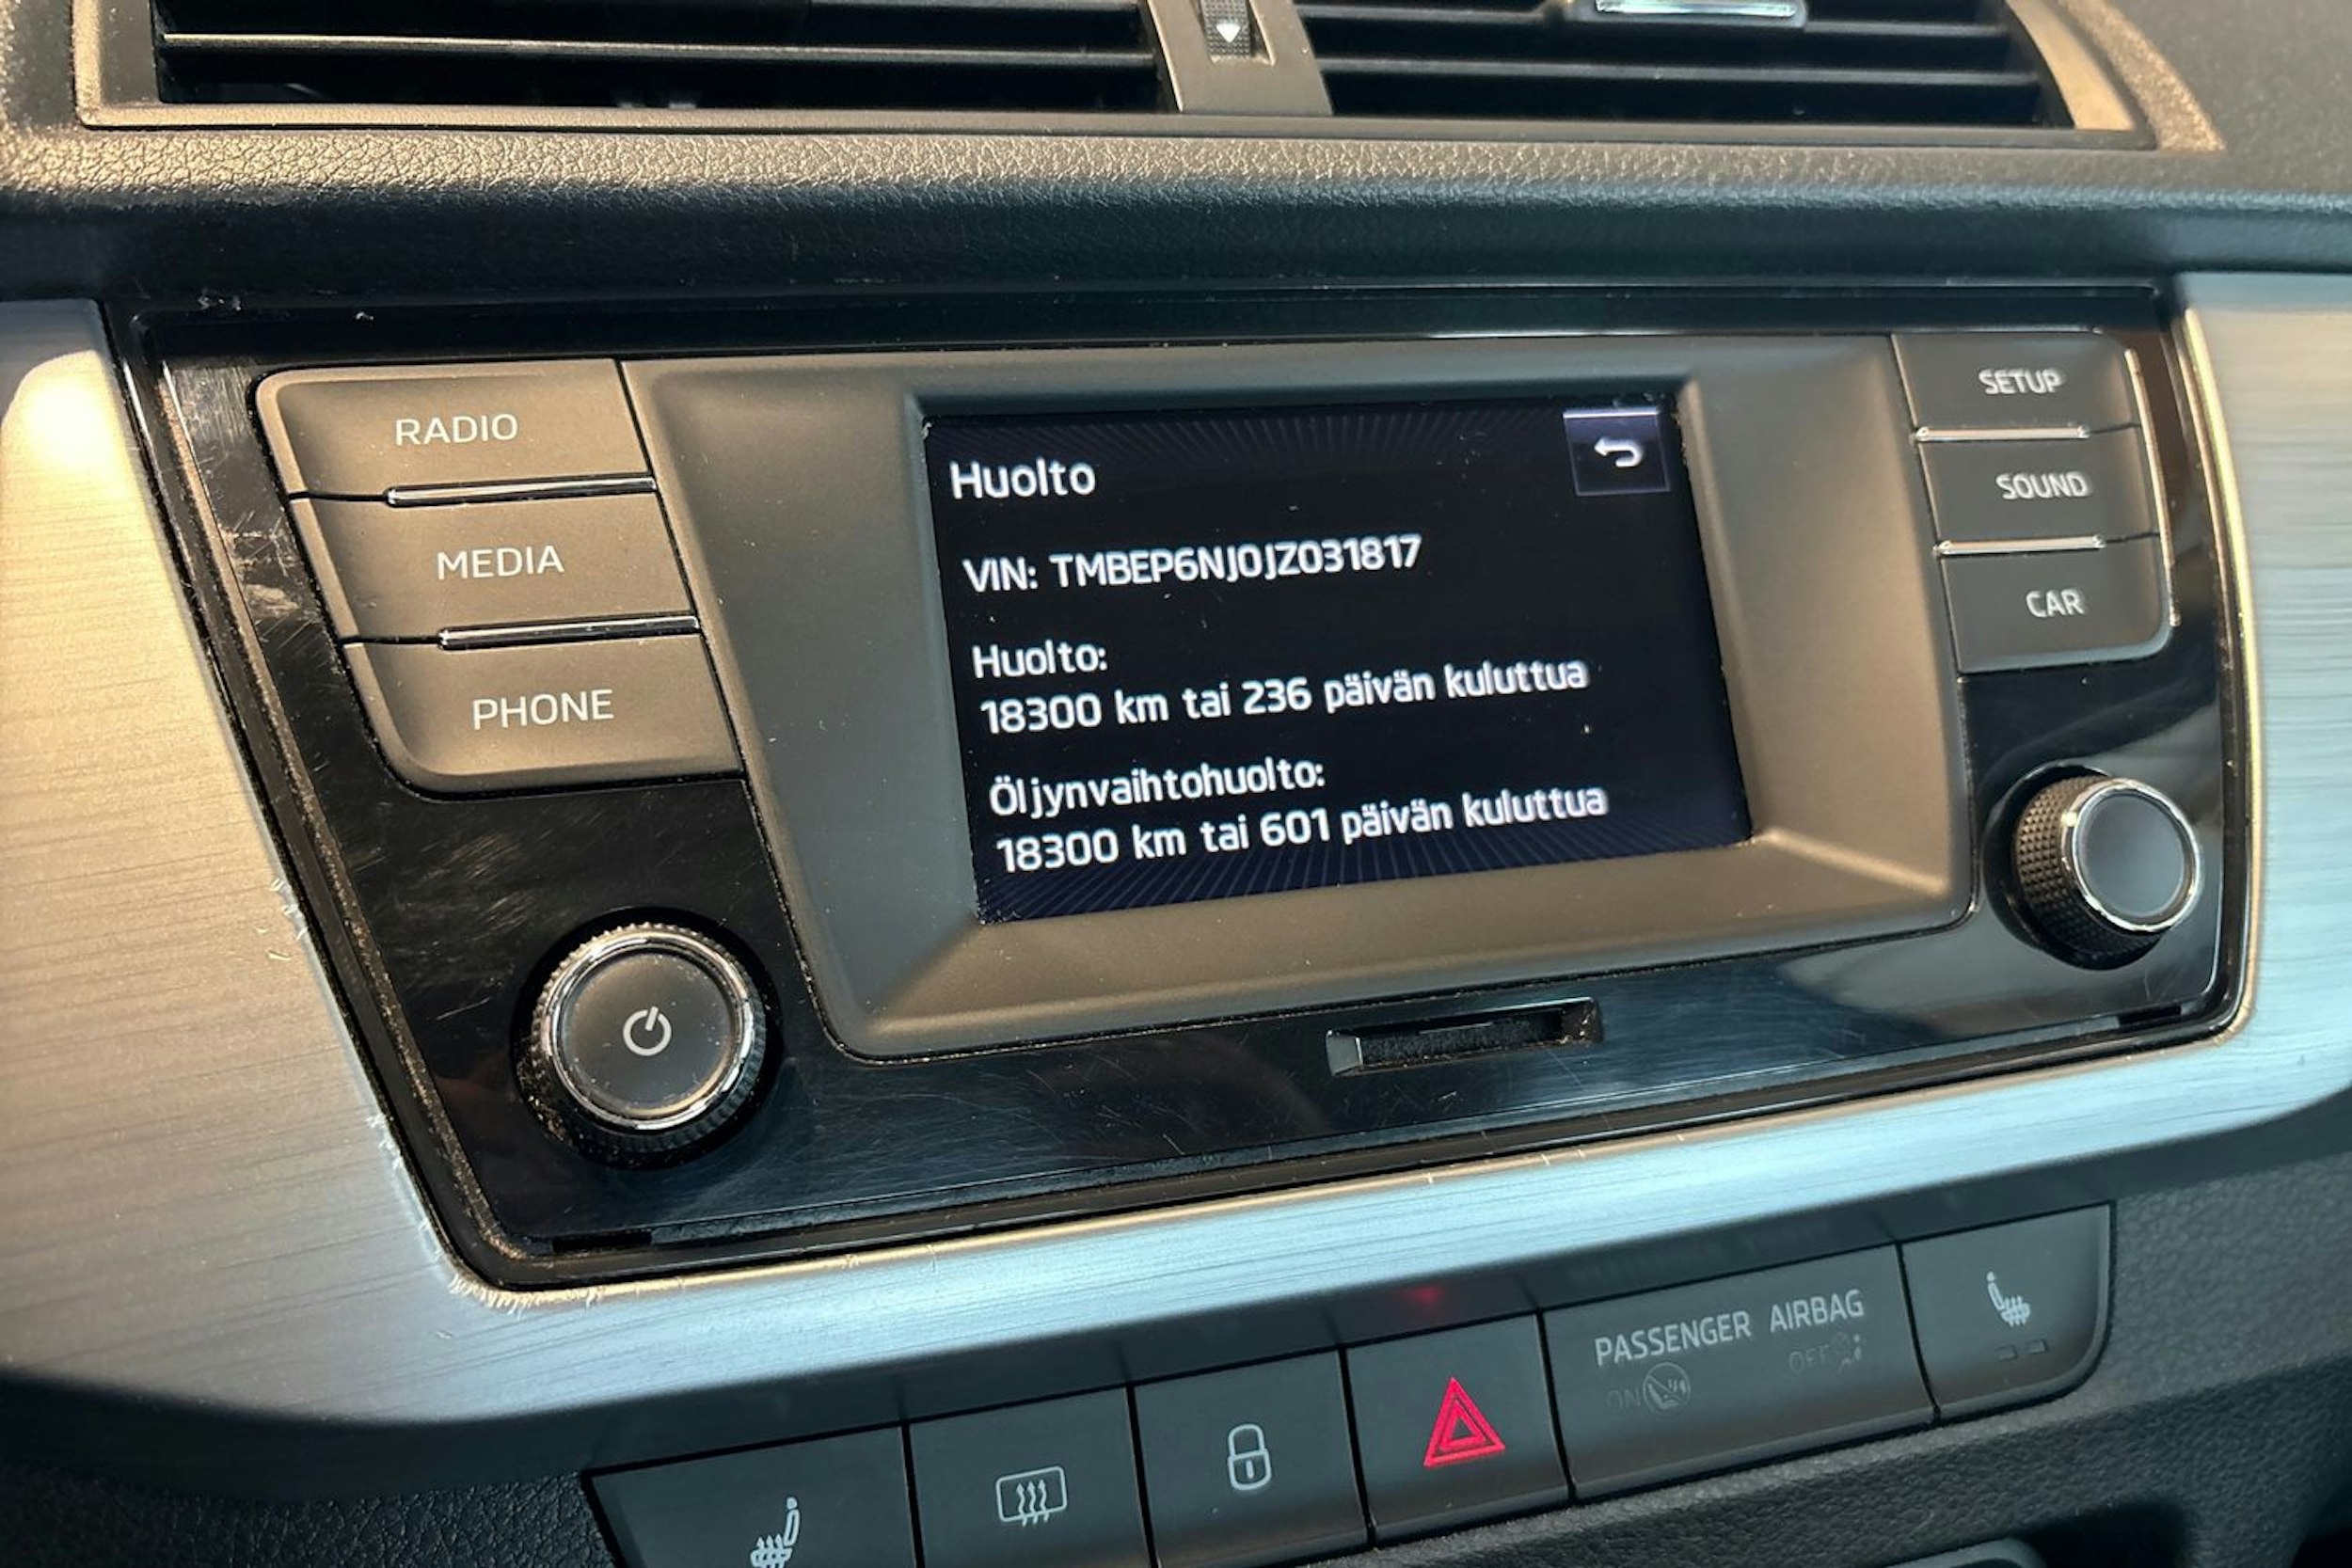 RADIO
MEDIA
PHONE
Huolto
VIN: TMBEP6NJ0JZ031817
Huolto:
18300 km tai 236 päivän kuluttua
Öljynvaihtohuolto:
18300 km tai 601 päivän kuluttua
SETUP
SOUND
CAR
PASSENGER AIRBAG
ON OFF